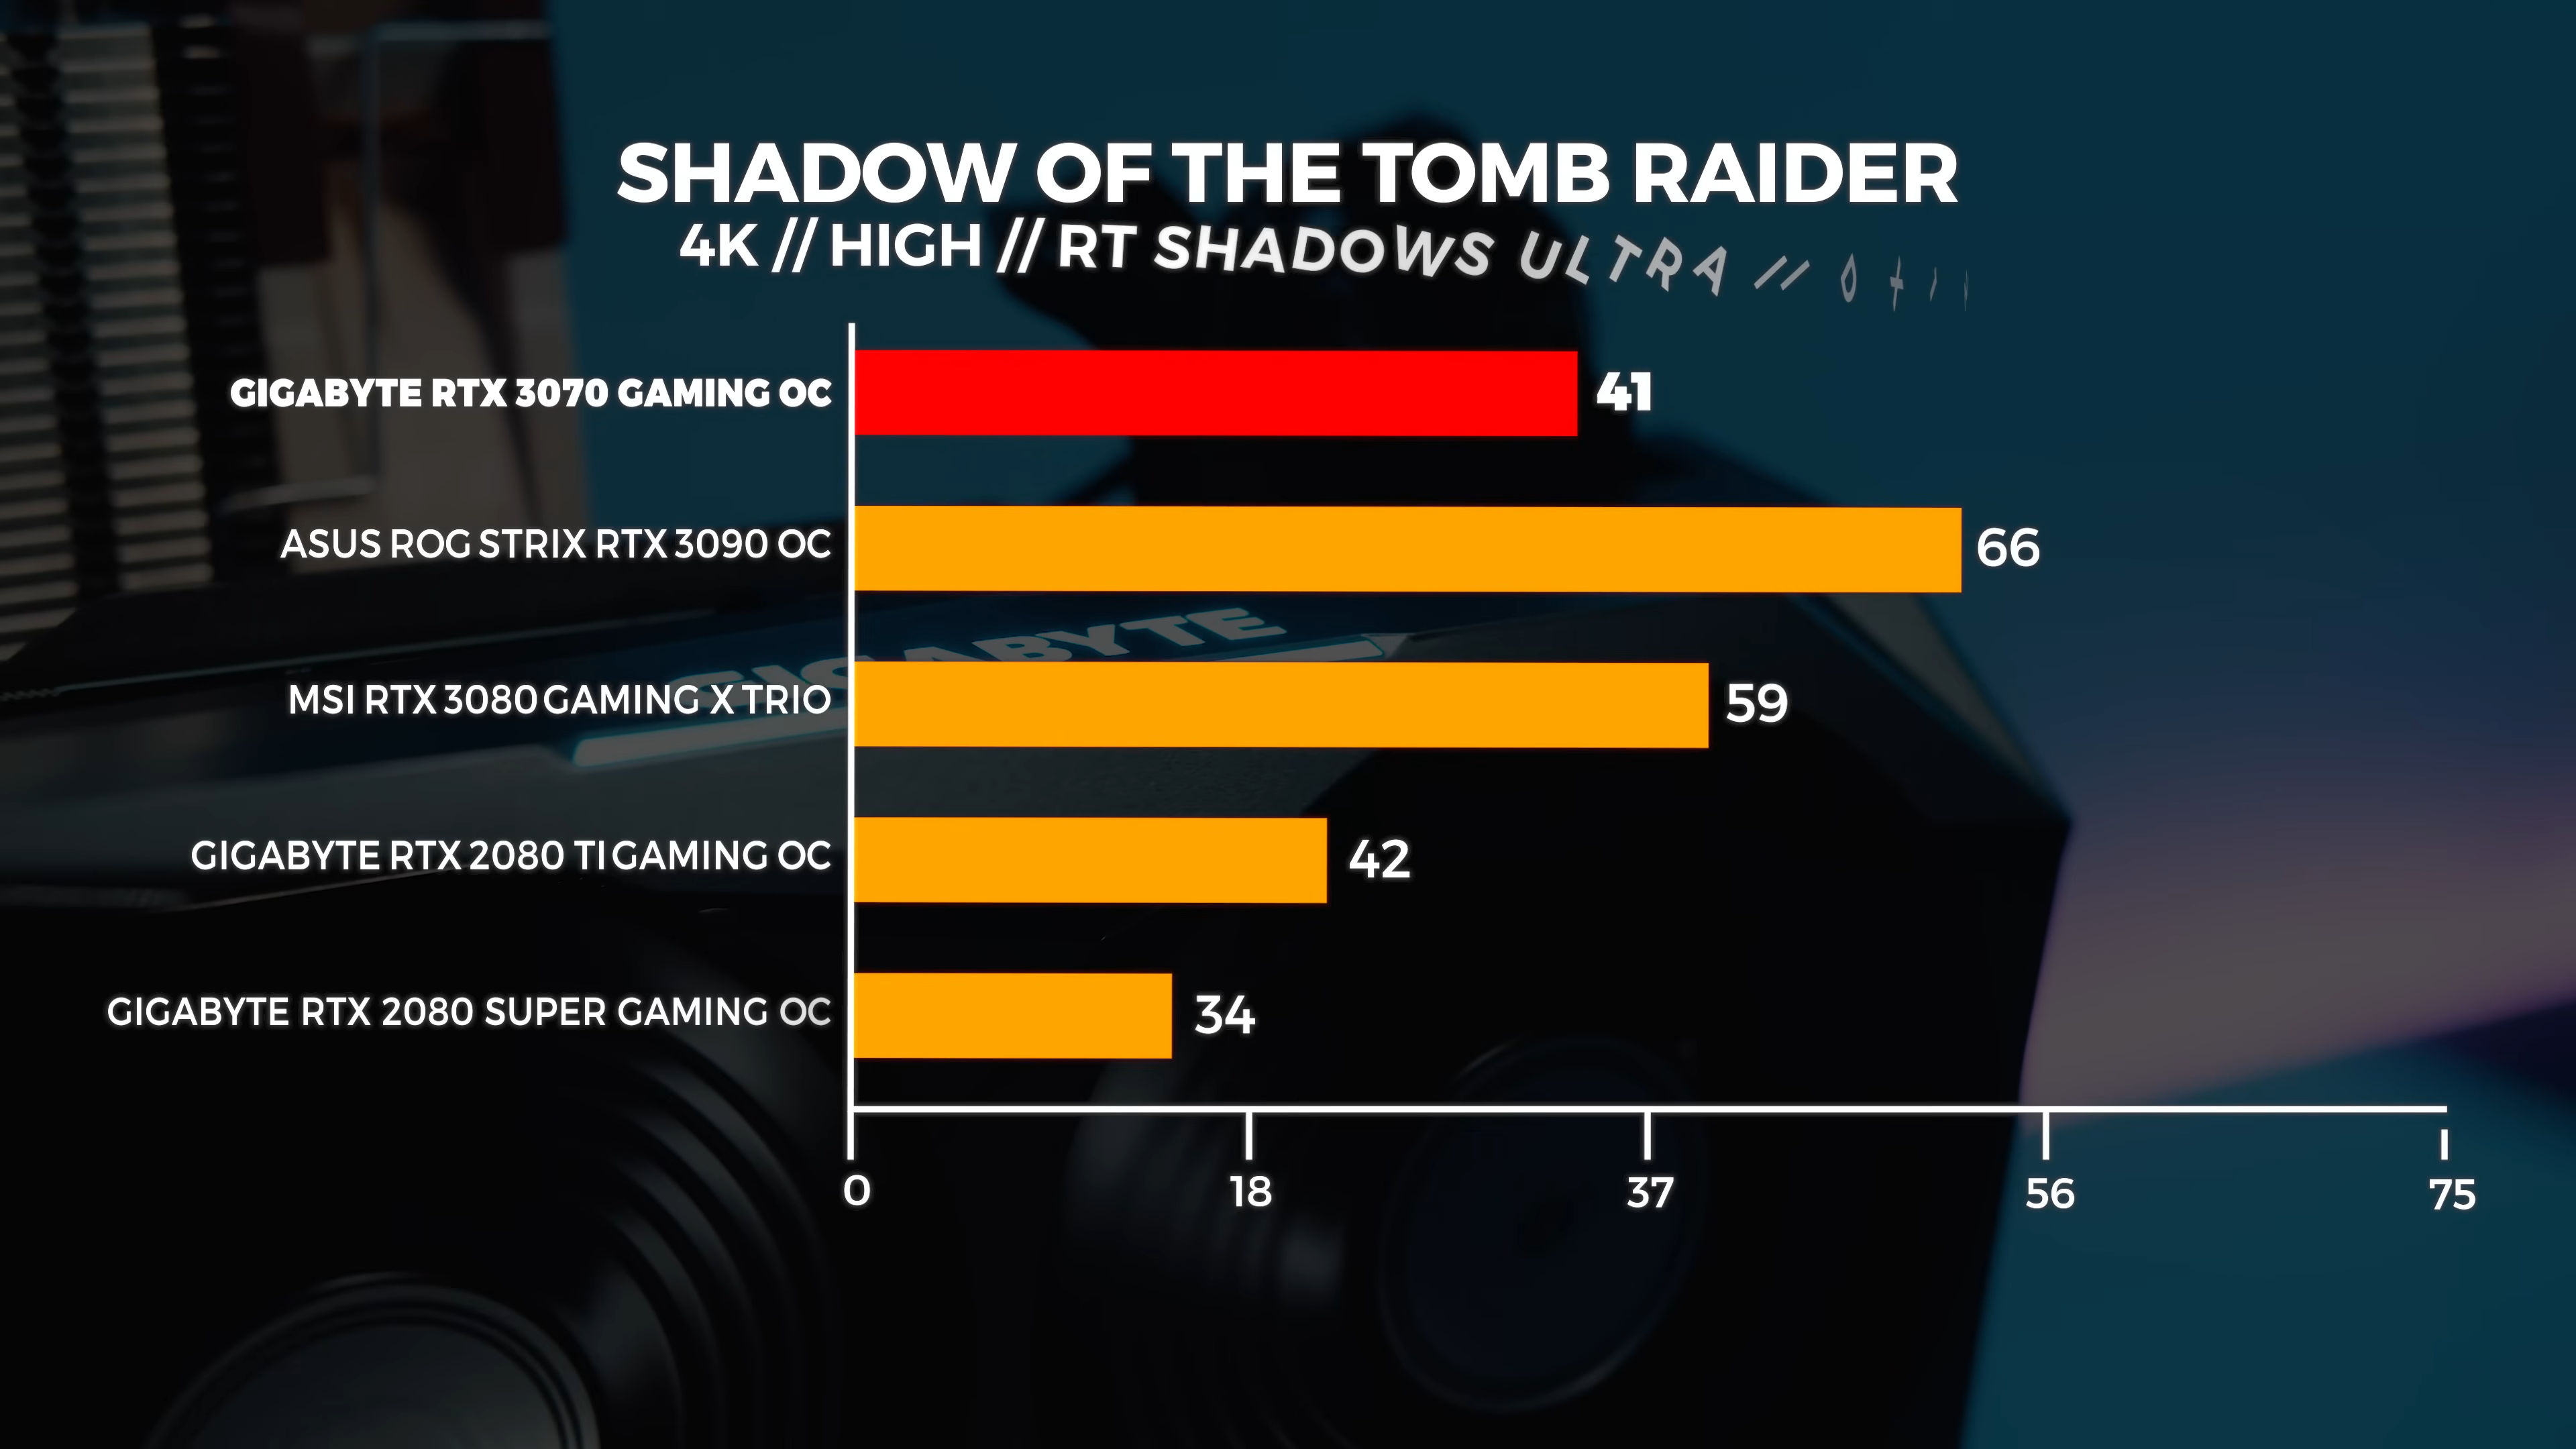 SHADOW OF THE TOMB RAIDER
4K // HIGH // RT SHADOWS ULTRA //
GIGABYTE RTX 3070 GAMING OC
41
ASUS ROG STRIX RTX 3090 OC
66
GIGABYTE
MSI RTX 3080 GAMING X TRIO
59
GIGABYTE RTX 2080 TI GAMING OC
42
GIGABYTE RTX 2080 SUPER GAMING OC
34
0 18 37 56 75